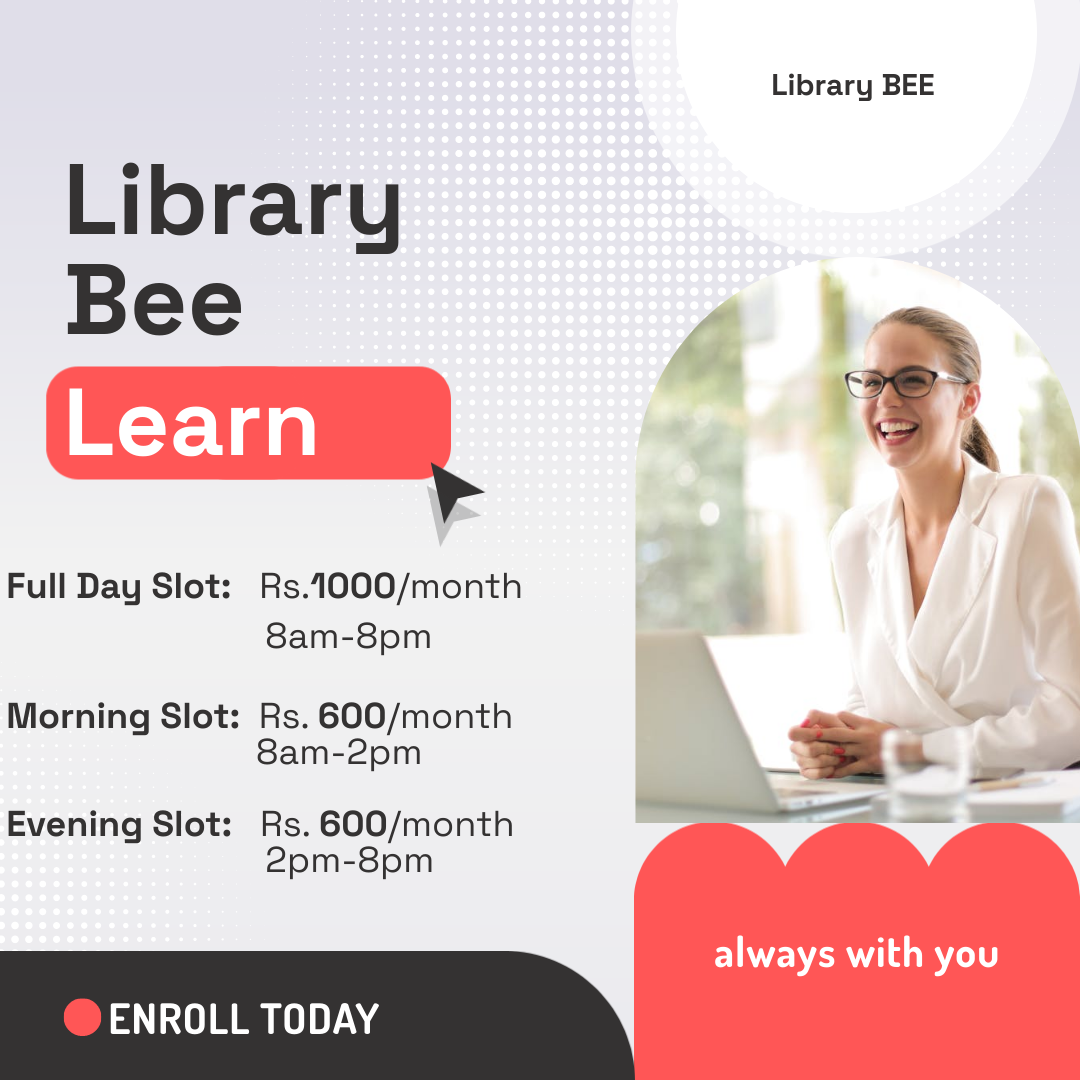 Library BEE
Library
Bee
Learn
Full Day Slot: Rs.1000/month
8am-8pm
Morning Slot: Rs. 600/month
8am-2pm
Evening Slot: Rs. 600/month
2pm-8pm
always with you
ENROLL TODAY